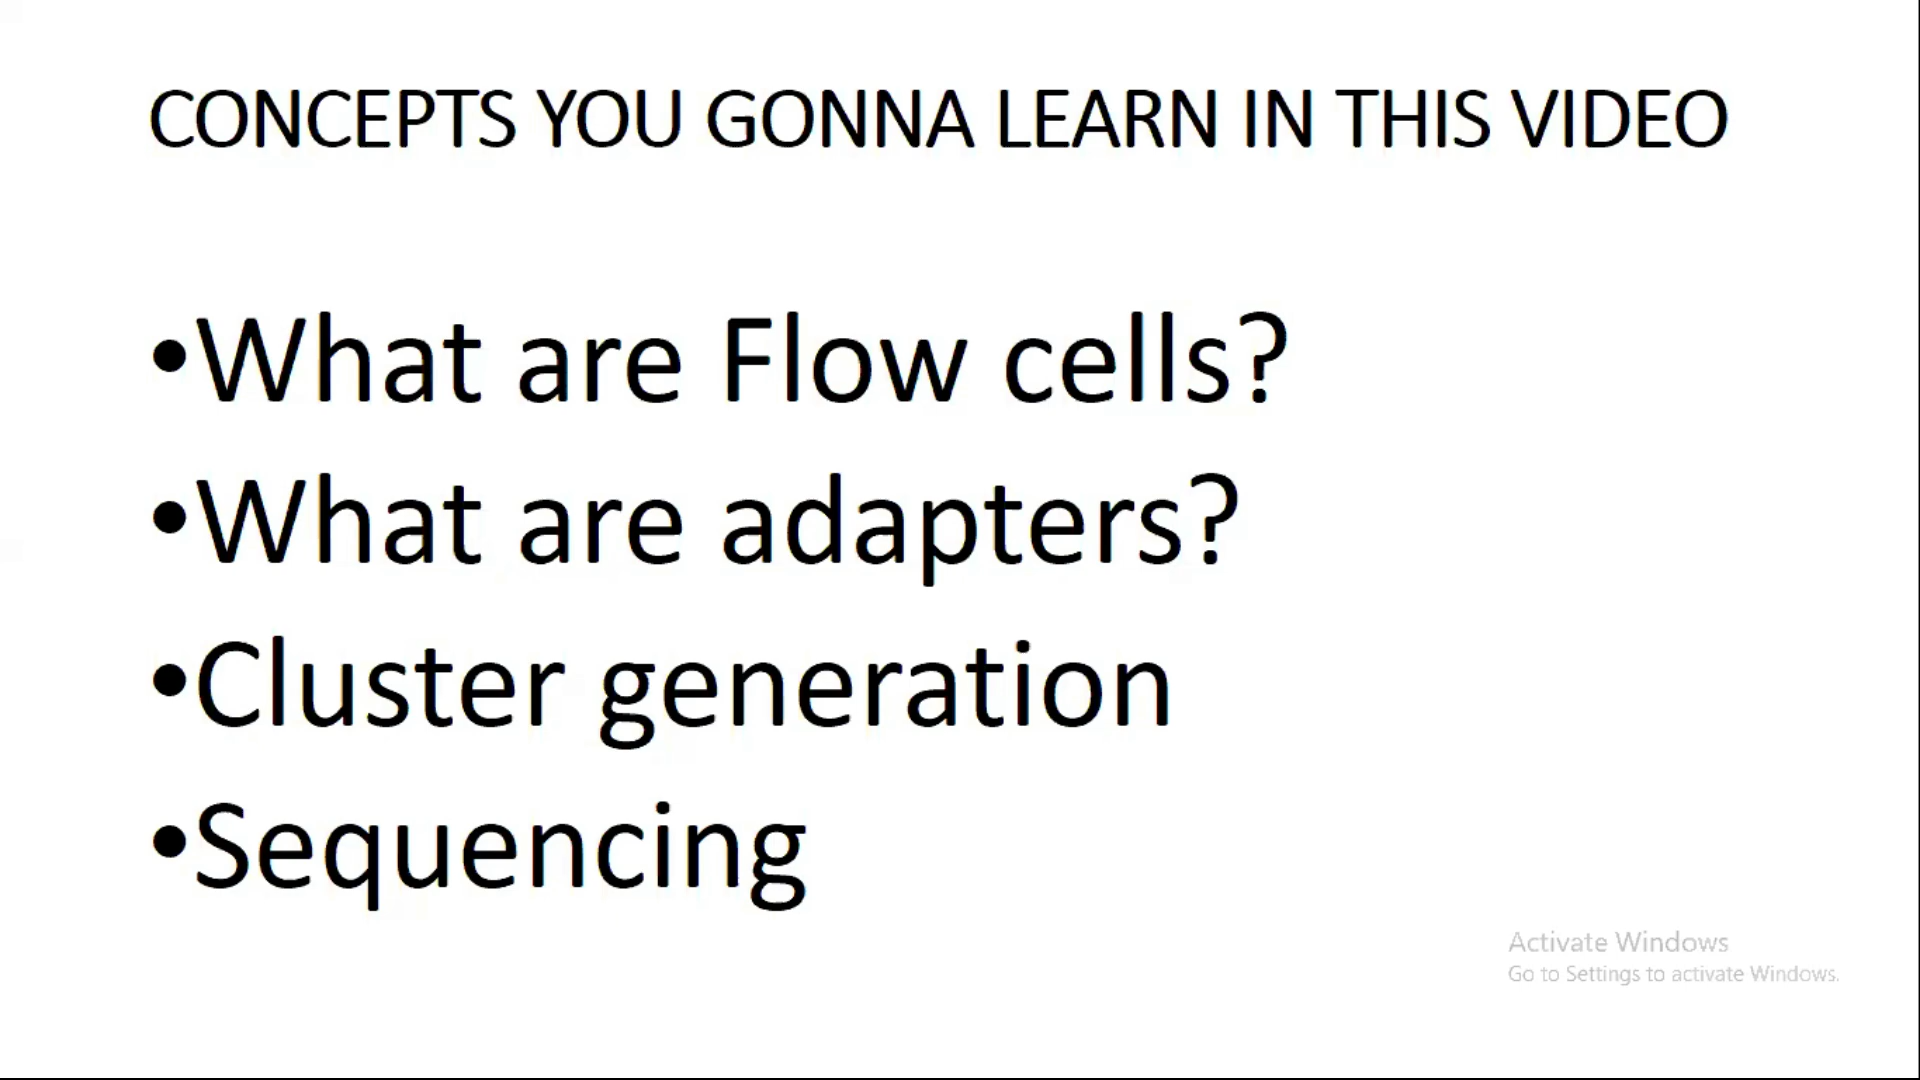 CONCEPTS YOU GONNA LEARN IN THIS VIDEO
•What are Flow cells?
•What are adapters?
•Cluster generation
•Sequencing
Activate Windows
Go to Settings to activate Windows.